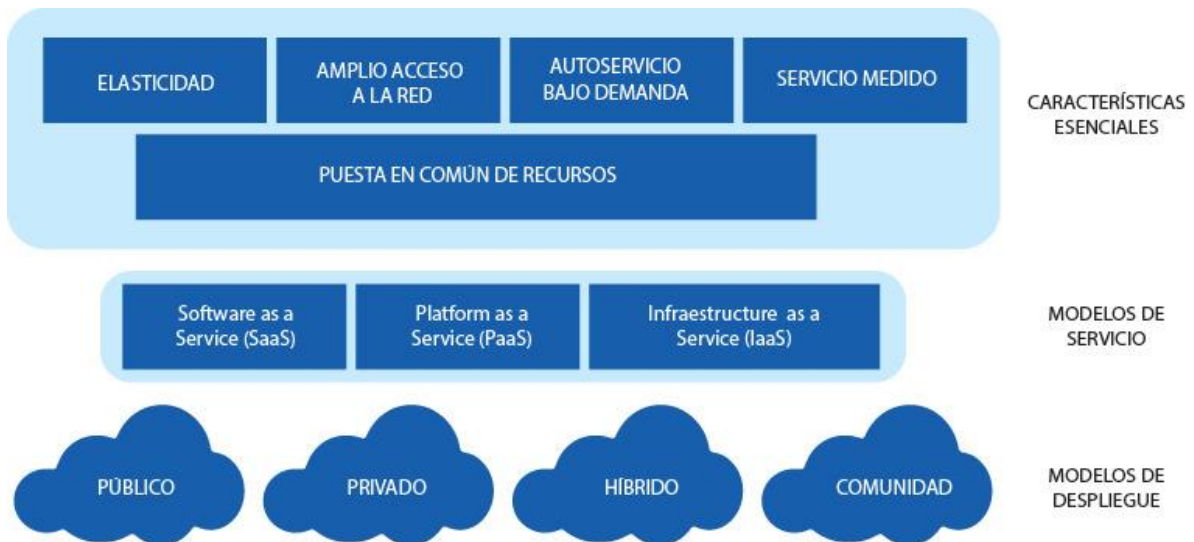 ELASTICIDAD
AMPLIO ACCESO
A LA RED
AUTOSERVICIO
BAJO DEMANDA
SERVICIO MEDIDO
PUESTA EN COMÚN DE RECURSOS
CARACTERÍSTÍCAS
ESENCIALES
Software as a
Service (SaaS)
Platform as a
Service (PaaS)
Infraestructure as a
Service (IaaS)
MODELOS DE
SERVICIO
PÚBLICO
PRIVADO
HÍBRIDO
COMUNIDAD
MODELOS DE
DESPLIEGUE